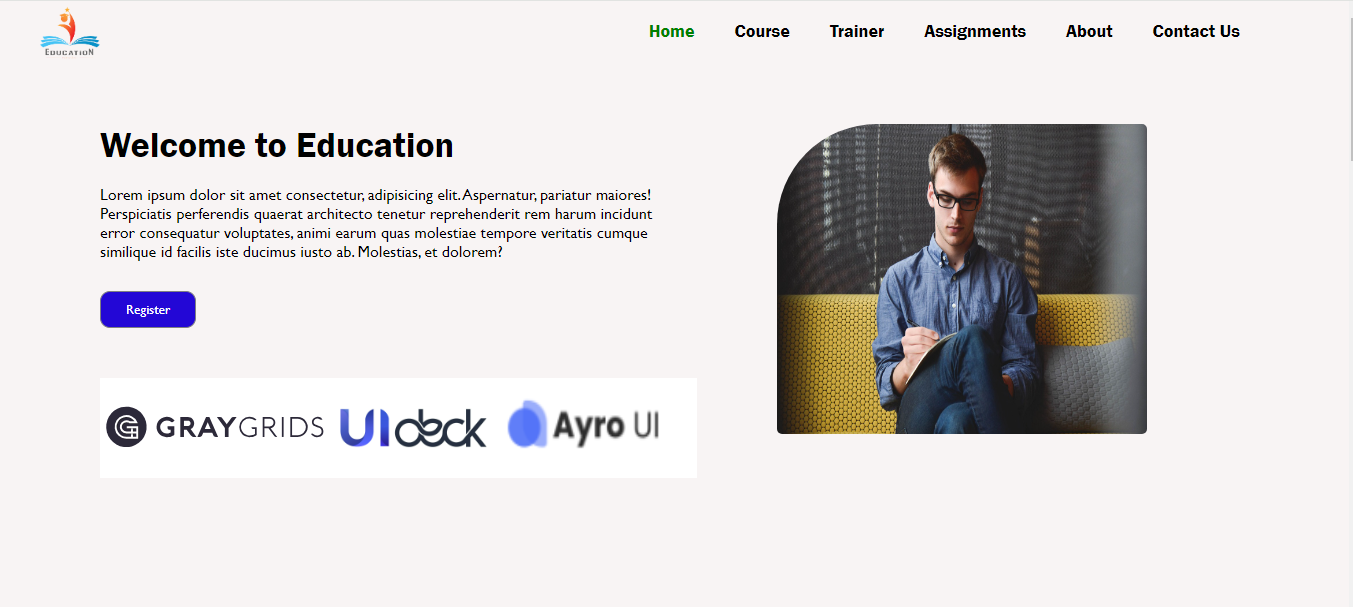 EDUCATION
Home Course Trainer Assignments About Contact Us
Welcome to Education
Lorem ipsum dolor sit amet consectetur, adipisicing elit. Aspernatur, pariatur maiores!
Perspiciatis perferendis quaerat architecto tenetur reprehenderit rem harum incidunt
error consequatur voluptates, animi earum quas molestiae tempore veritatis cumque
similique id facilis iste ducimus iusto ab. Molestias, et dolorem?
Register
GRAYGRIDS UIdeck Ayro UI